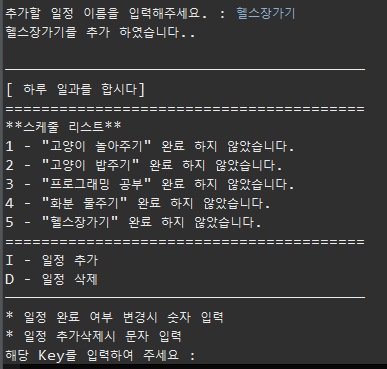 추가할 일정 이름을 입력해주세요. : 헬스장가기
헬스장가기를 추가 하였습니다..
[ 하루 일과를 합시다]
========================================
**스케줄 리스트**
1 - "고양이 놀아주기" 완료 하지 않았습니다.
2 - "고양이 밥주기" 완료 하지 않았습니다.
3 - "프로그래밍 공부" 완료 하지 않았습니다.
4 - "화분 물주기" 완료 하지 않았습니다.
5 - "헬스장가기" 완료 하지 않았습니다.
========================================
I - 일정 추가
D - 일정 삭제
* 일정 완료 여부 변경시 숫자 입력
* 일정 추가삭제시 문자 입력
해당 Key를 입력하여 주세요 :